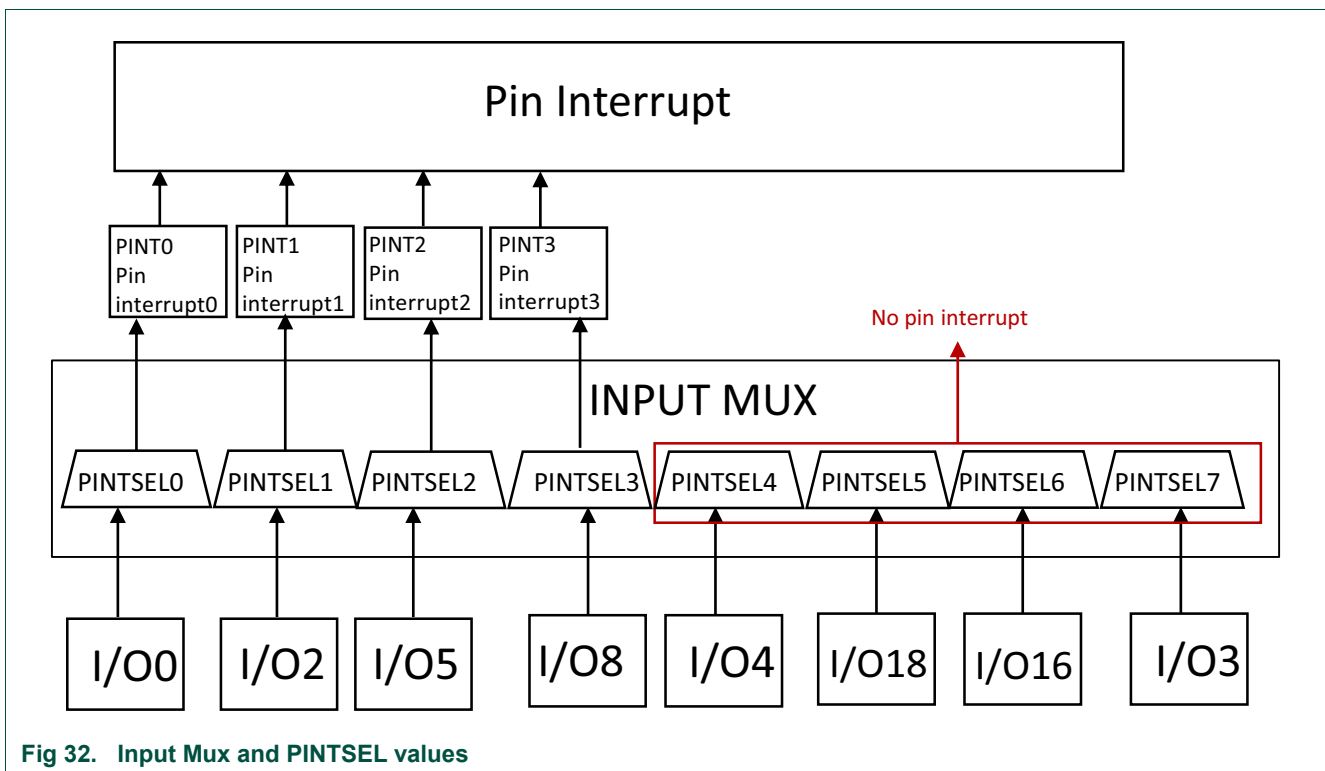 Pin Interrupt
PINT0
Pin
interrupt0
PINT1
Pin
interrupt1
PINT2
Pin
interrupt2
PINT3
Pin
interrupt3
No pin interrupt
INPUT MUX
PINTSEL0
PINTSEL1
PINTSEL2
PINTSEL3
PINTSEL4
PINTSEL5
PINTSEL6
PINTSEL7
I/O0
I/O2
I/O5
I/O8
I/O4
I/O18
I/O16
I/O3
Fig 32. Input Mux and PINTSEL values